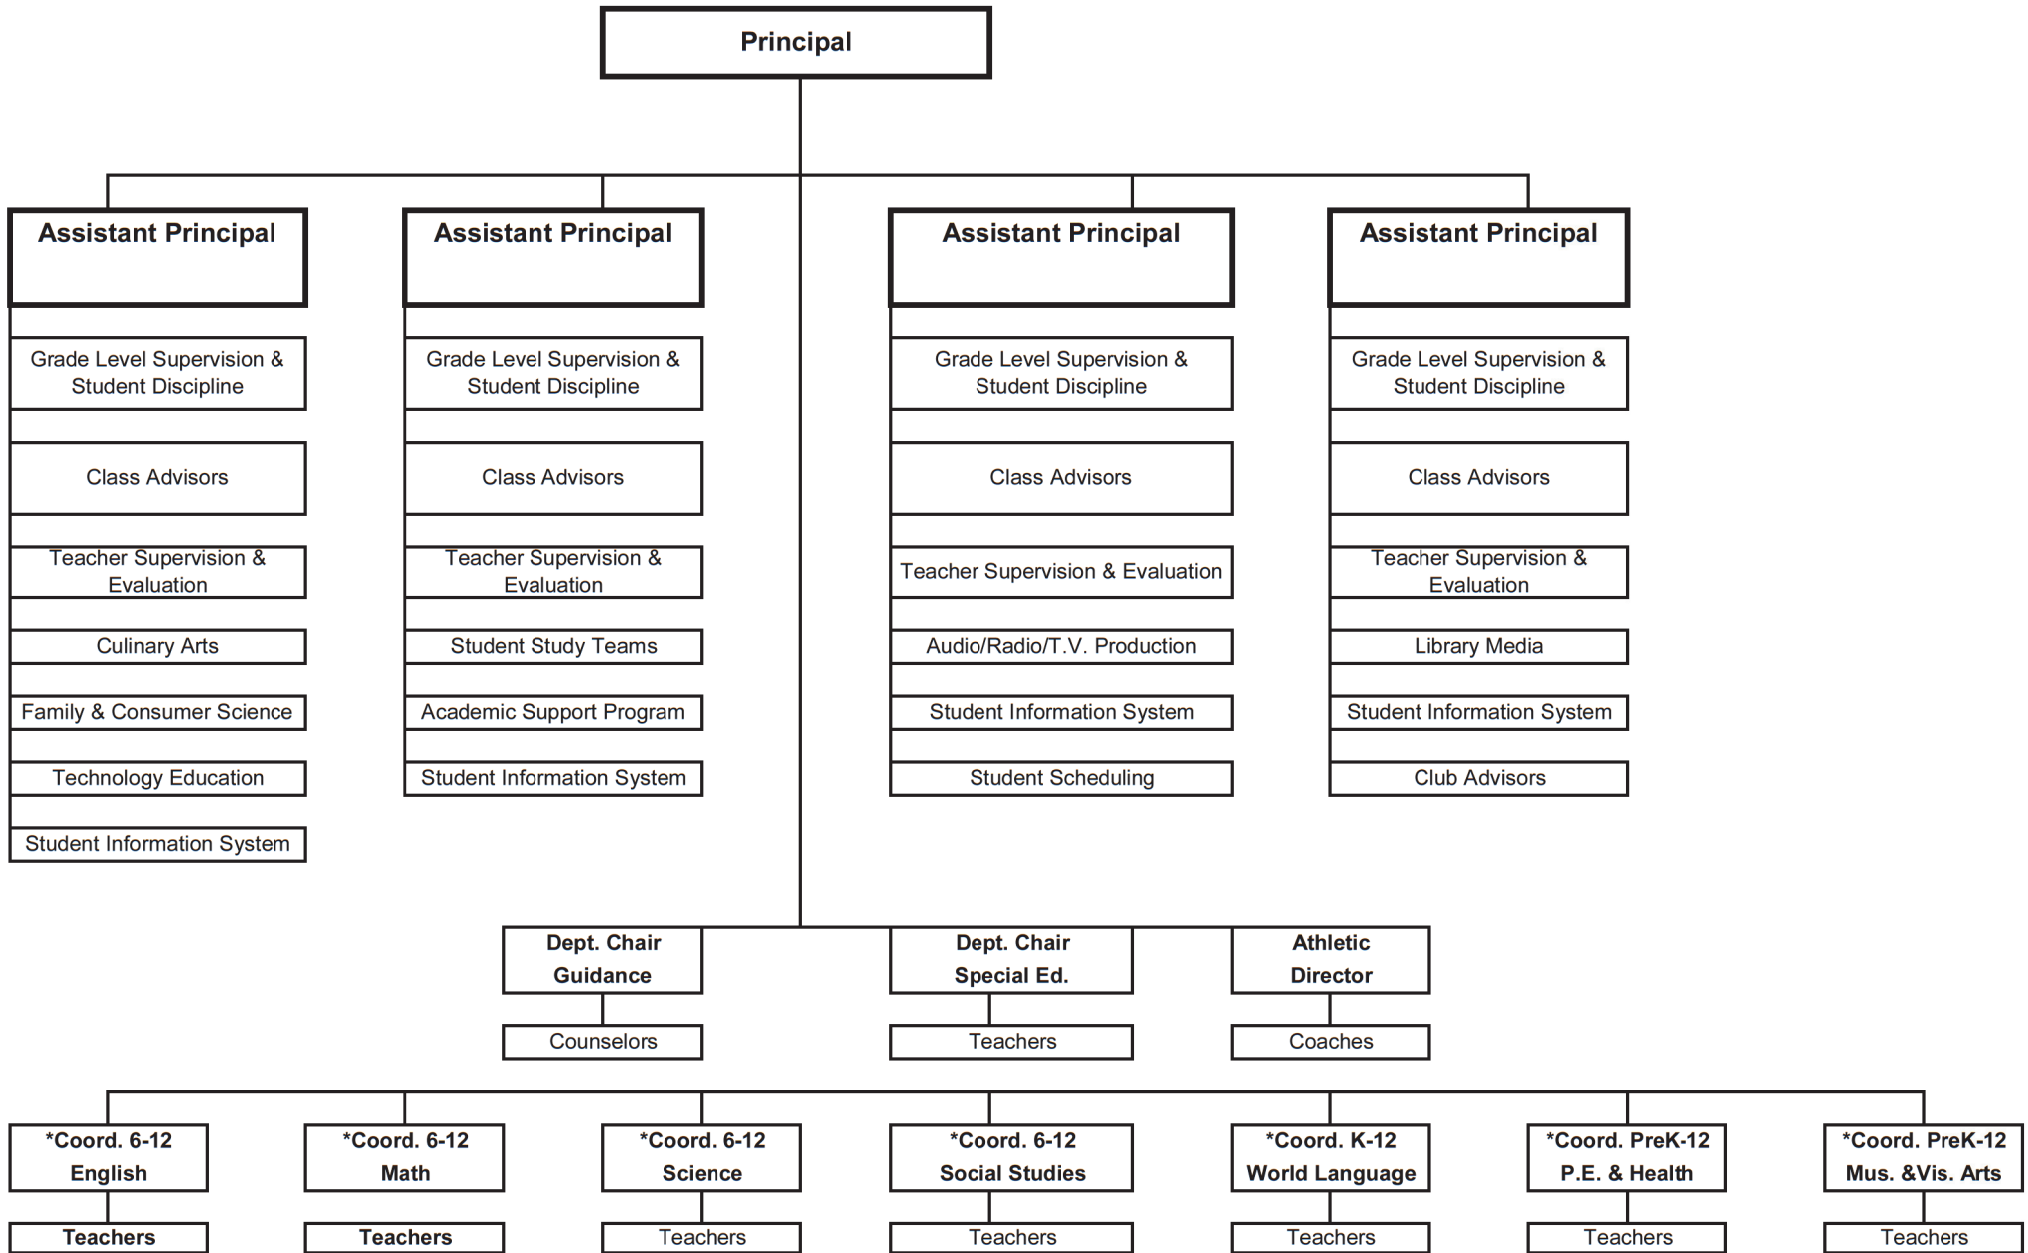 Principal
Assistant Principal
Grade Level Supervision &
Student Discipline
Class Advisors
Teacher Supervision &
Evaluation
Culinary Arts
Family & Consumer Science
Technology Education
Student Information System
Assistant Principal
Grade Level Supervision &
Student Discipline
Class Advisors
Teacher Supervision &
Evaluation
Student Study Teams
Academic Support Program
Student Information System
Assistant Principal
Grade Level Supervision &
Student Discipline
Class Advisors
Teacher Supervision & Evaluation
Audio/Radio/T.V. Production
Student Information System
Student Scheduling
Assistant Principal
Grade Level Supervision &
Student Discipline
Class Advisors
Teacher Supervision &
Evaluation
Library Media
Student Information System
Club Advisors
Dept. Chair
Guidance
Counselors
Dept. Chair
Special Ed.
Teachers
Athletic
Director
Coaches
*Coord. 6-12
English
Teachers
*Coord. 6-12
Math
Teachers
*Coord. 6-12
Science
Teachers
*Coord. 6-12
Social Studies
Teachers
*Coord. K-12
World Language
Teachers
*Coord. PreK-12
P.E. & Health
Teachers
*Coord. PreK-12
Mus. &Vis. Arts
Teachers